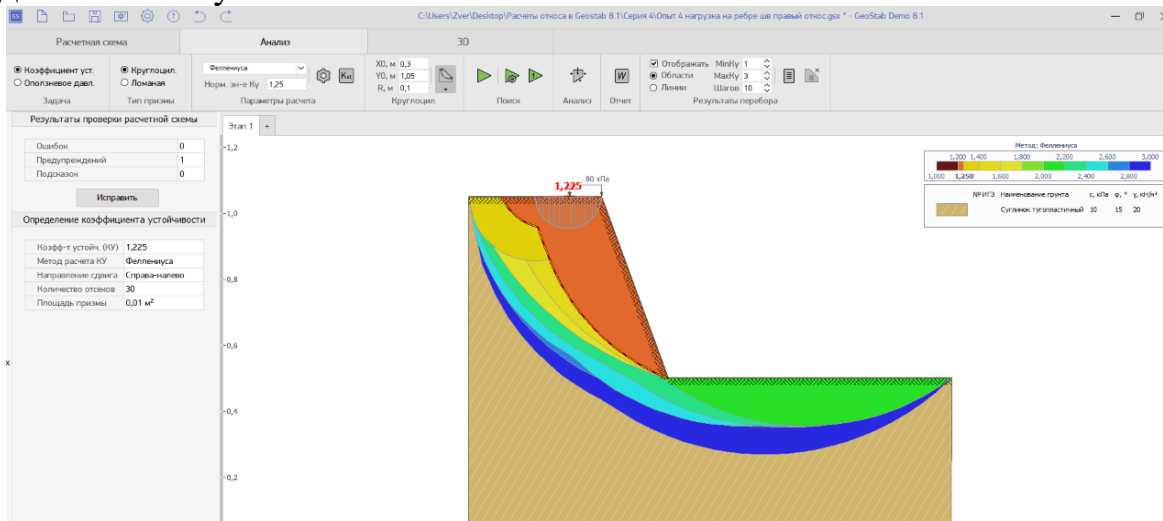 GS
C:\Users\Zver\Desktop\Расчеты откоса в Geostab 8.1\Серия 4\Опыт 4 нагрузка на ребре шв правый откос.gsx * - GeoStab Demo 8.1
Расчетная схема Анализ 3D
Коэффициент уст. Круглоцил. Феллениуса X0, м 0,3 Отображать MinKy 1
Оползневое давл. Ломаная Норм. зн-е Ку 1,25 Kst Y0, м 1,05 W Области MaxKy 3
R, м 0,1 Линии Шагов 10
Задача Тип призмы Параметры расчета Круглоцил. Поиск Анализ Отчет Результаты перебора
Результаты проверки расчетной схемы
Ошибок 0
Предупреждений 1
Подсказок 0
Исправить
Определение коэффициента устойчивости
Коэфф-т устойч. (КУ) 1,225
Метод расчета КУ Феллениуса
Направление сдвига Справа-налево
Количество отсеков 30
Площадь призмы 0,01 м²
x
Этап 1 +
1,2
1,0
0,8
0,6
0,4
0,2
1,225 80 кПа
Метод: Феллениуса
1,200 1,400 1,800 2,200 2,600 3,000
1,000 1,250 1,600 2,000 2,400 2,800
№ИГЭ Наименование грунта c, кПа φ, ° γ, кН/м³
Суглинок тугопластичный 10 15 20